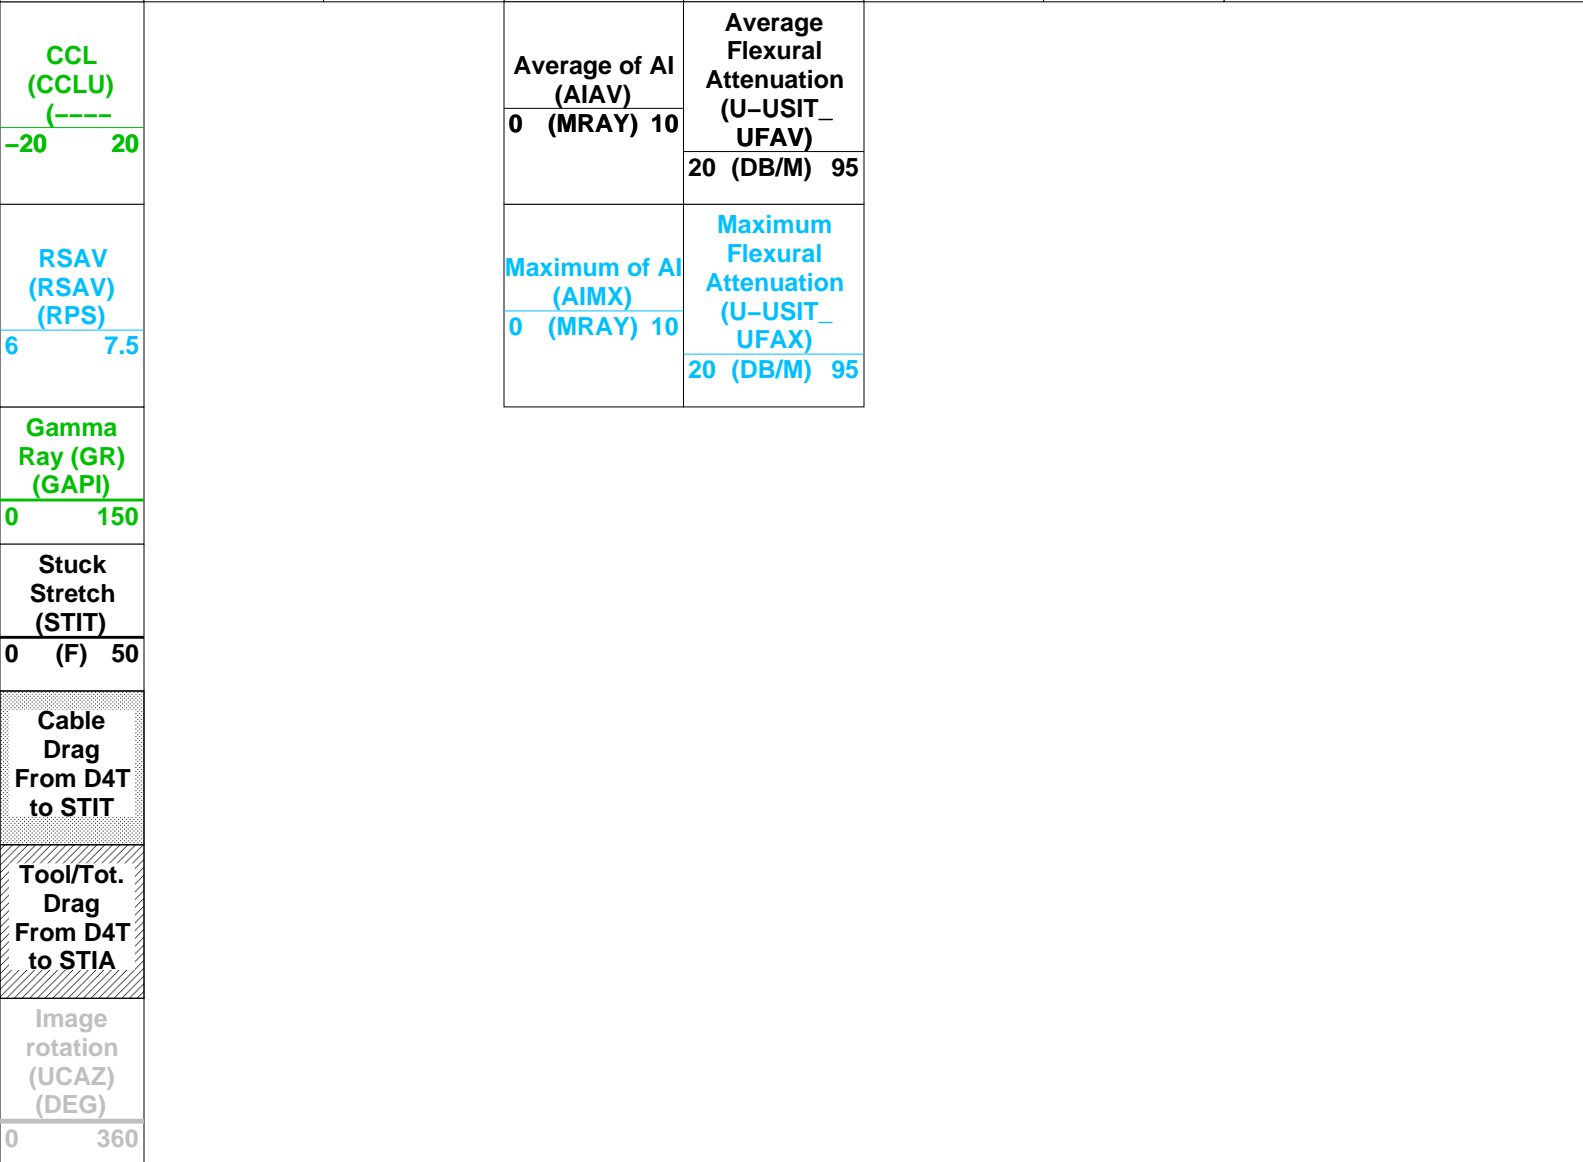 CCL
(CCLU)
(−−−−
−20 20
RSAV
(RSAV)
(RPS)
6 7.5
Gamma
Ray (GR)
(GAPI)
0 150
Stuck
Stretch
(STIT)
0 (F) 50
Cable
Drag
From D4T
to STIT
Tool/Tot.
Drag
From D4T
to STIA
Image
rotation
(UCAZ)
(DEG)
0 360
Average of AI
(AIAV)
0 (MRAY) 10
Maximum of AI
(AIMX)
0 (MRAY) 10
Average
Flexural
Attenuation
(U−USIT_
UFAV)
20 (DB/M) 95
Maximum
Flexural
Attenuation
(U−USIT_
UFAX)
20 (DB/M) 95